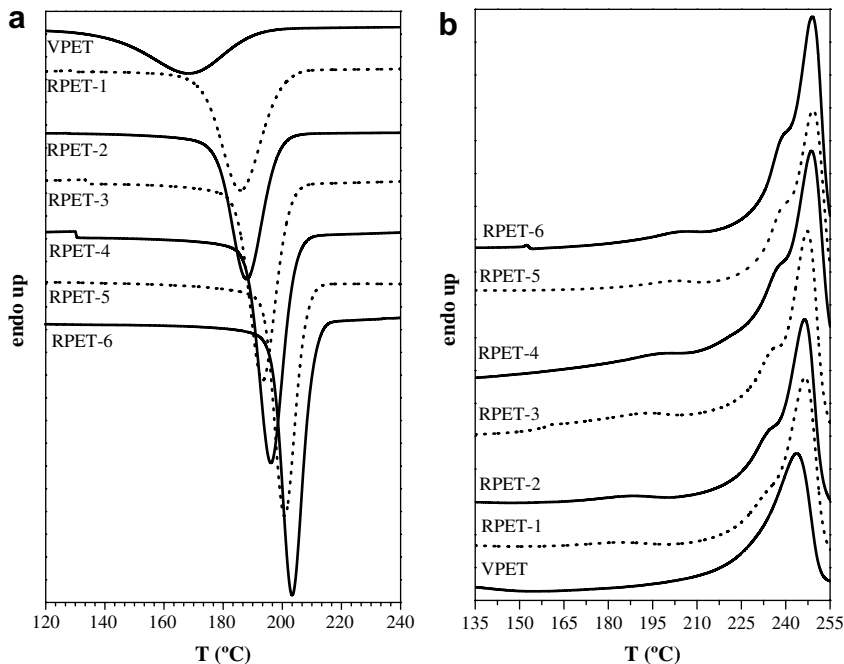 a
VPET
RPET-1
RPET-2
RPET-3
RPET-4
RPET-5
RPET-6
endo up
120 140 160 180 200 220 240
T (ºC)
b
RPET-6
RPET-5
RPET-4
RPET-3
RPET-2
RPET-1
VPET
endo up
135 150 165 180 195 210 225 240 255
T (ºC)